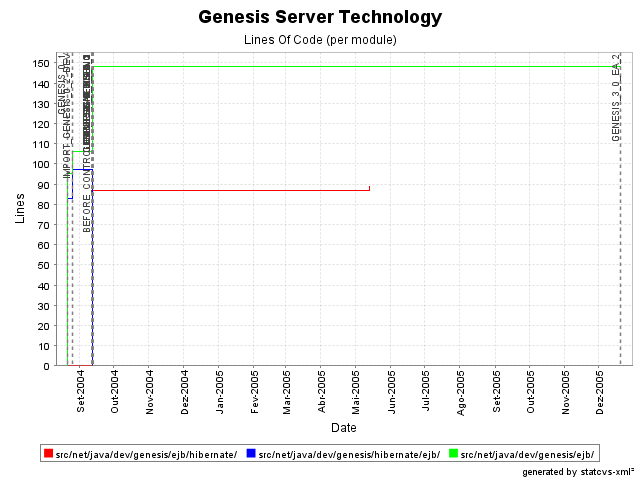 Genesis Server Technology
Lines Of Code (per module)
Lines
150
140
130
120
110
100
90
80
70
60
50
40
30
20
10
0
IMPORT_GENESIS_0_2-DEV
BEFORE_CONTRO
GENESIS_3_0_EA_2
Set-2004
Out-2004
Nov-2004
Dez-2004
Jan-2005
Fev-2005
Mar-2005
Abr-2005
Mai-2005
Jun-2005
Jul-2005
Ago-2005
Set-2005
Out-2005
Nov-2005
Dez-2005
Date
src/net/java/dev/genesis/ejb/hibernate/ src/net/java/dev/genesis/hibernate/ejb/ src/net/java/dev/genesis/ejb/
generated by statcvs-xml²